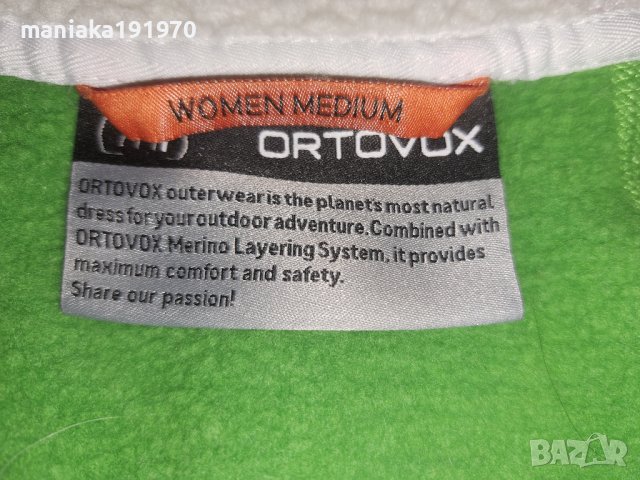 maniaka191970
WOMEN MEDIUM
ORTOVOX
ORTOVOX outerwear is the planet's most natural
dress for your outdoor adventure. Combined with
ORTOVOX Merino Layering System, it provides
maximum comfort and safety.
Share our passion!
BAZAR